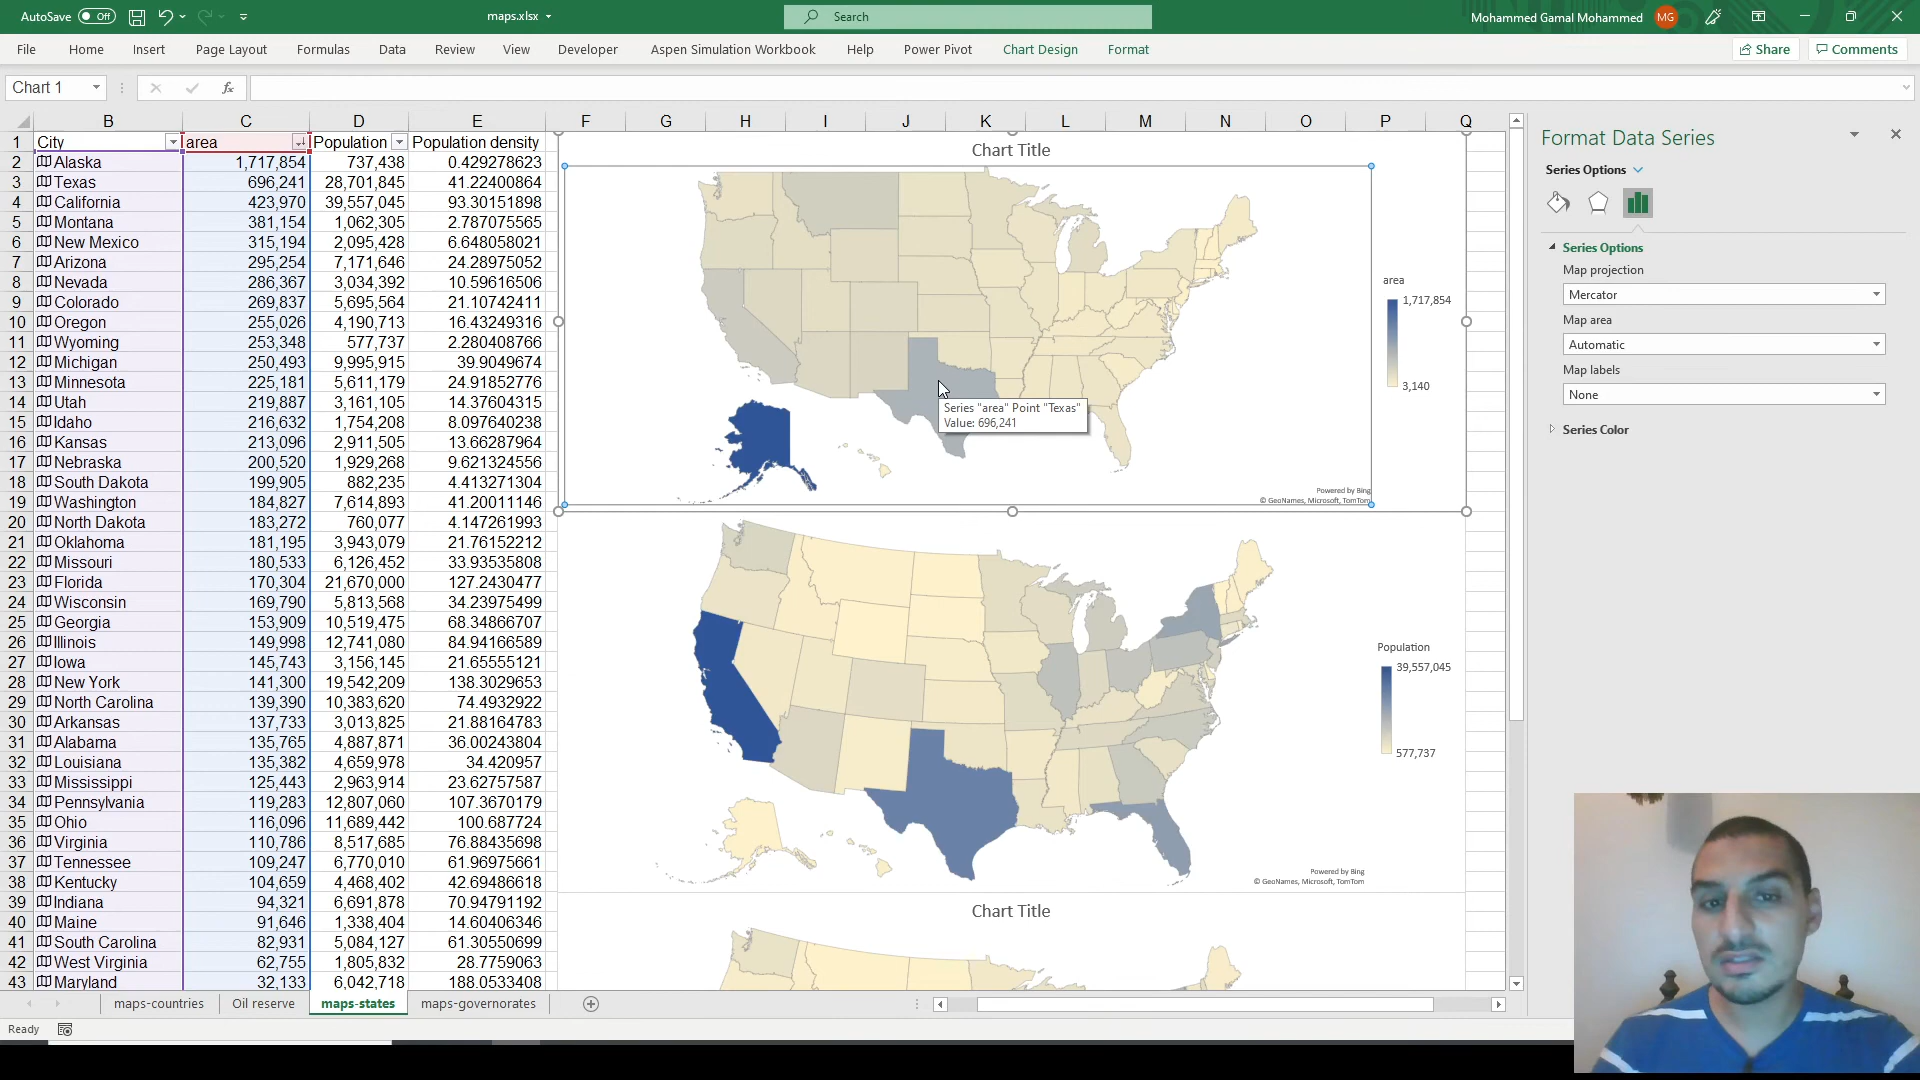 AutoSave Off maps.xlsx Search Mohammed Gamal Mohammed MG
File Home Insert Page Layout Formulas Data Review View Developer Aspen Simulation Workbook Help Power Pivot Chart Design Format Share Comments
Chart 1 fx
B C D E F G H I J K L M N O P Q
1 City area Population Population density
2 Alaska 1,717,854 737,438 0.429278623
3 Texas 696,241 28,701,845 41.22400864
4 California 423,970 39,557,045 93.30151898
5 Montana 381,154 1,062,305 2.787075565
6 New Mexico 315,194 2,095,428 6.648058021
7 Arizona 295,254 7,171,646 24.28975052
8 Nevada 286,367 3,034,392 10.59616506
9 Colorado 269,837 5,695,564 21.10742411
10 Oregon 255,026 4,190,713 16.43249316
11 Wyoming 253,348 577,737 2.280408766
12 Michigan 250,493 9,995,915 39.9049674
13 Minnesota 225,181 5,611,179 24.91852776
14 Utah 219,887 3,161,105 14.37604315
15 Idaho 216,632 1,754,208 8.097640238
16 Kansas 213,096 2,911,505 13.66287964
17 Nebraska 200,520 1,929,268 9.621324556
18 South Dakota 199,905 882,235 4.413271304
19 Washington 184,827 7,614,893 41.20011146
20 North Dakota 183,272 760,077 4.147261993
21 Oklahoma 181,195 3,943,079 21.76152212
22 Missouri 180,533 6,126,452 33.93535808
23 Florida 170,304 21,670,000 127.2430477
24 Wisconsin 169,790 5,813,568 34.23975499
25 Georgia 153,909 10,519,475 68.34866707
26 Illinois 149,998 12,741,080 84.94166589
27 Iowa 145,743 3,156,145 21.65555121
28 New York 141,300 19,542,209 138.3029653
29 North Carolina 139,390 10,383,620 74.4932922
30 Arkansas 137,733 3,013,825 21.88164783
31 Alabama 135,765 4,887,871 36.00243804
32 Louisiana 135,382 4,659,978 34.420957
33 Mississippi 125,443 2,963,914 23.62757587
34 Pennsylvania 119,283 12,807,060 107.3670179
35 Ohio 116,096 11,689,442 100.687724
36 Virginia 110,786 8,517,685 76.88435698
37 Tennessee 109,247 6,770,010 61.96975661
38 Kentucky 104,659 4,468,402 42.69486618
39 Indiana 94,321 6,691,878 70.94791192
40 Maine 91,646 1,338,404 14.60406346
41 South Carolina 82,931 5,084,127 61.30550699
42 West Virginia 62,755 1,805,832 28.7759063
43 Maryland 32,133 6,042,718 188.0533408
Chart Title
area
1,717,854
3,140
Series "area" Point "Texas"
Value: 696,241
Powered by Bing
© GeoNames, Microsoft, TomTom
Population
39,557,045
577,737
Powered by Bing
© GeoNames, Microsoft, TomTom
Chart Title
Format Data Series
Series Options
Series Options
Map projection
Mercator
Map area
Automatic
Map labels
None
Series Color
maps-countries Oil reserve maps-states maps-governorates
Ready